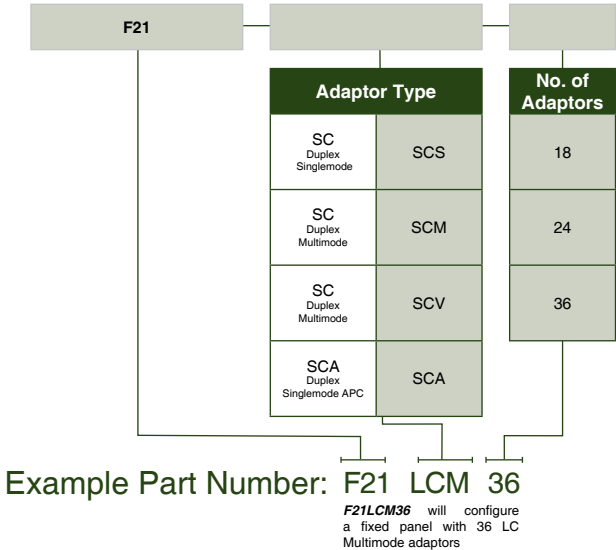 F21
Adaptor Type
No. of
Adaptors
SC
Duplex
Singlemode
SCS
18
SC
Duplex
Multimode
SCM
24
SC
Duplex
Multimode
SCV
36
SCA
Duplex
Singlemode APC
SCA
Example Part Number: F21 LCM 36
F21LCM36 will configure
a fixed panel with 36 LC
Multimode adaptors